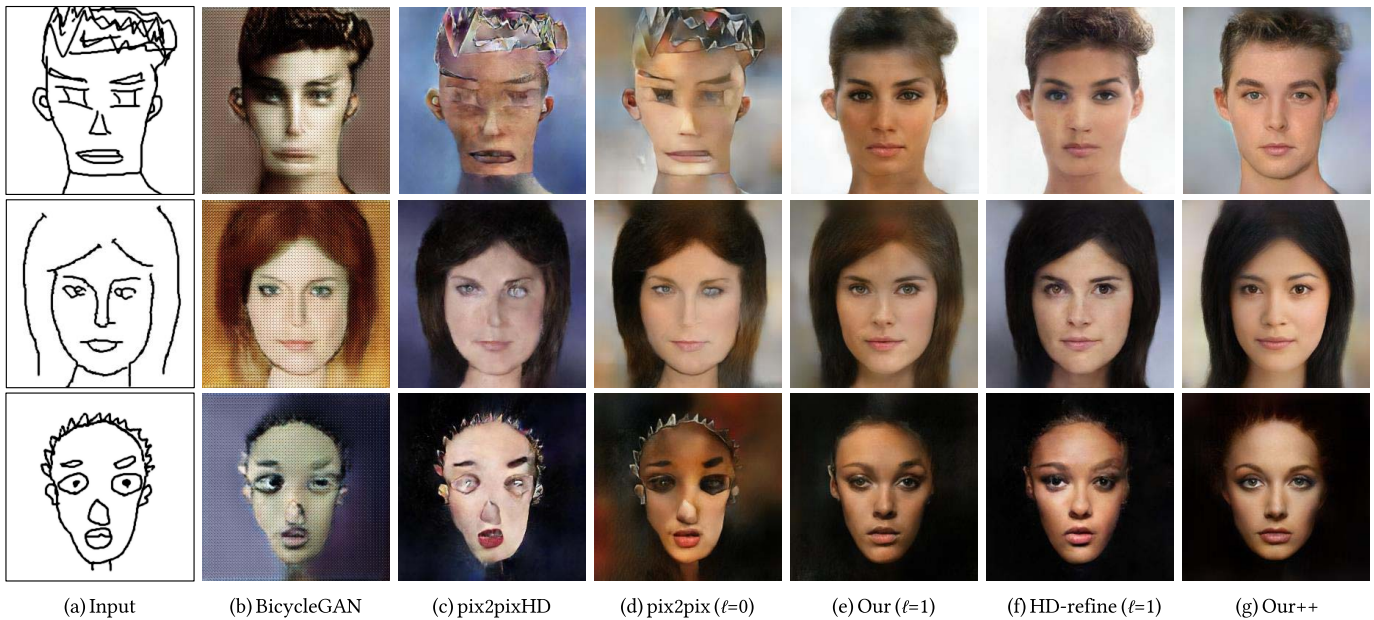 (a) Input
(b) BicycleGAN
(c) pix2pixHD
(d) pix2pix (ℓ=0)
(e) Our (ℓ=1)
(f) HD-refine (ℓ=1)
(g) Our++